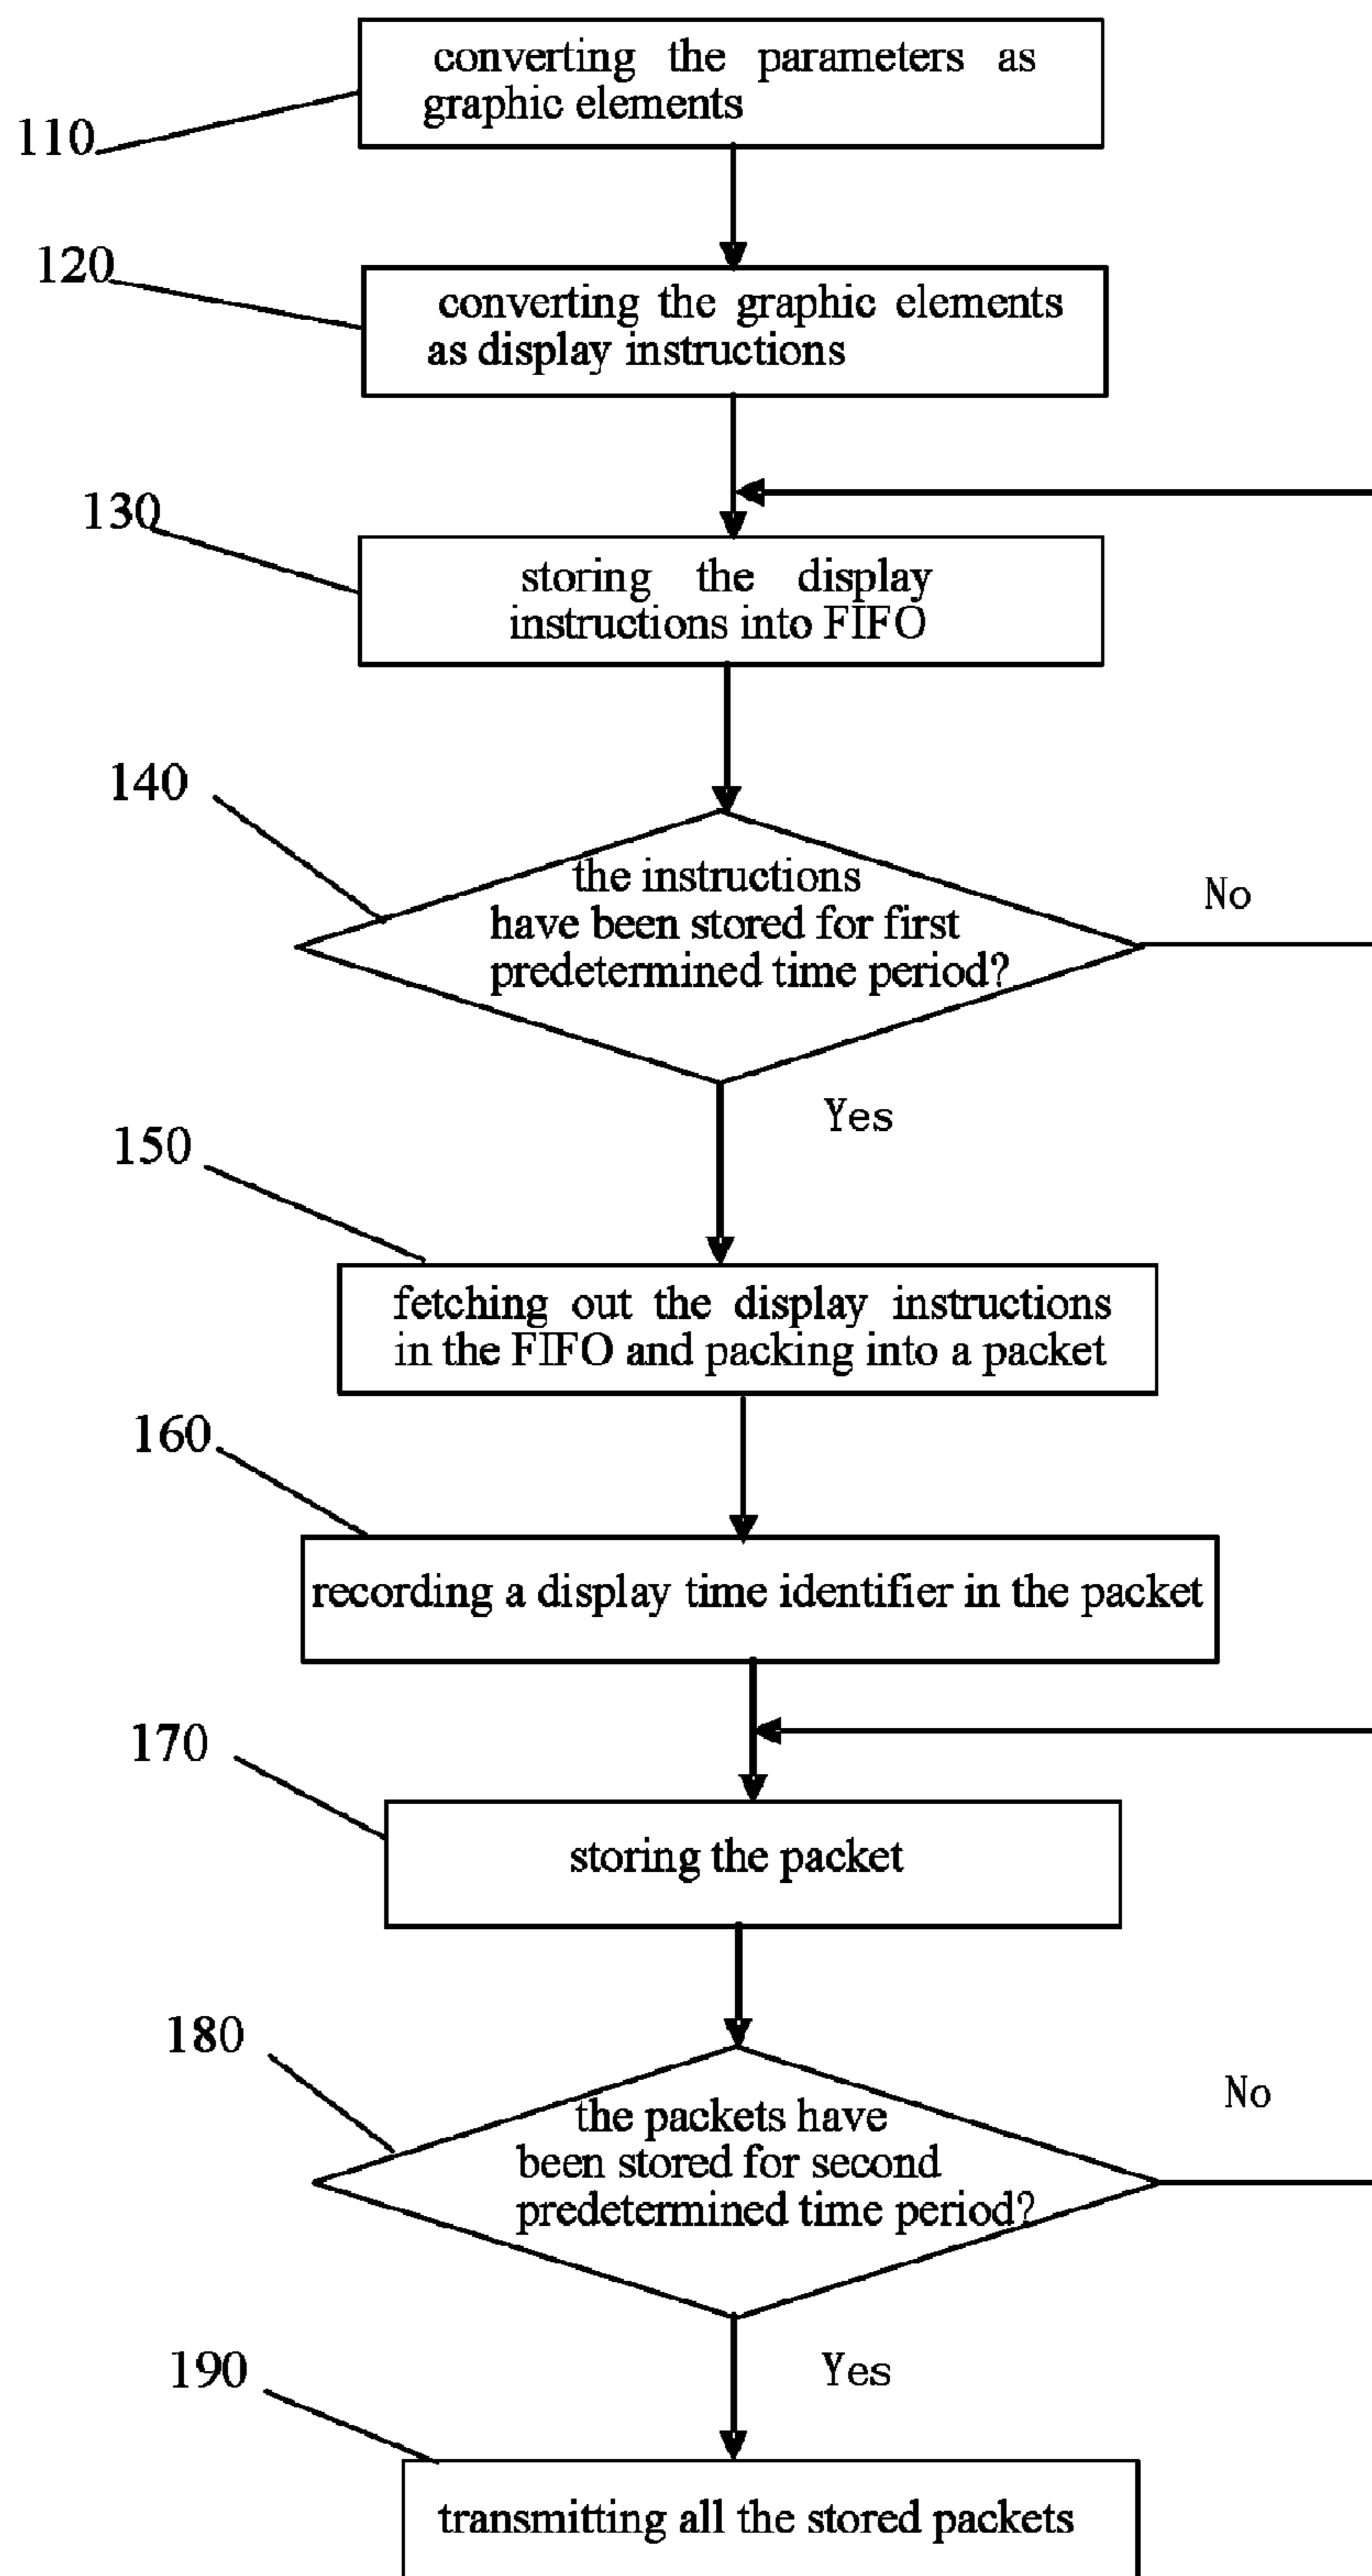 converting the parameters as
graphic elements
110
120
converting the graphic elements
as display instructions
130
storing the display
instructions into FIFO
140
the instructions
have been stored for first
predetermined time period?
No
Yes
150
fetching out the display instructions
in the FIFO and packing into a packet
160
recording a display time identifier in the packet
170
storing the packet
180
the packets have
been stored for second
predetermined time period?
No
Yes
190
transmitting all the stored packets